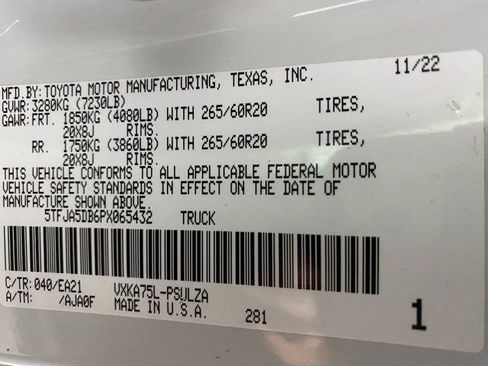 MFD.BY: TOYOTA MOTOR MANUFACTURING, TEXAS, INC. 11/22
GVWR: 3280KG (7230LB)
GAWR: FRT. 1850KG (4080LB) WITH 265/60R20 TIRES,
20X8J RIMS.
RR. 1750KG (3860LB) WITH 265/60R20 TIRES,
20X8J RIMS.
THIS VEHICLE CONFORMS TO ALL APPLICABLE FEDERAL MOTOR
VEHICLE SAFETY STANDARDS IN EFFECT ON THE DATE OF
MANUFACTURE SHOWN ABOVE.
5TFJA5DB6PX065432 TRUCK
C/TR: 040/EA21 VXKA75L-PSULZA
A/TM: /AJA0F MADE IN U.S.A. 281 1